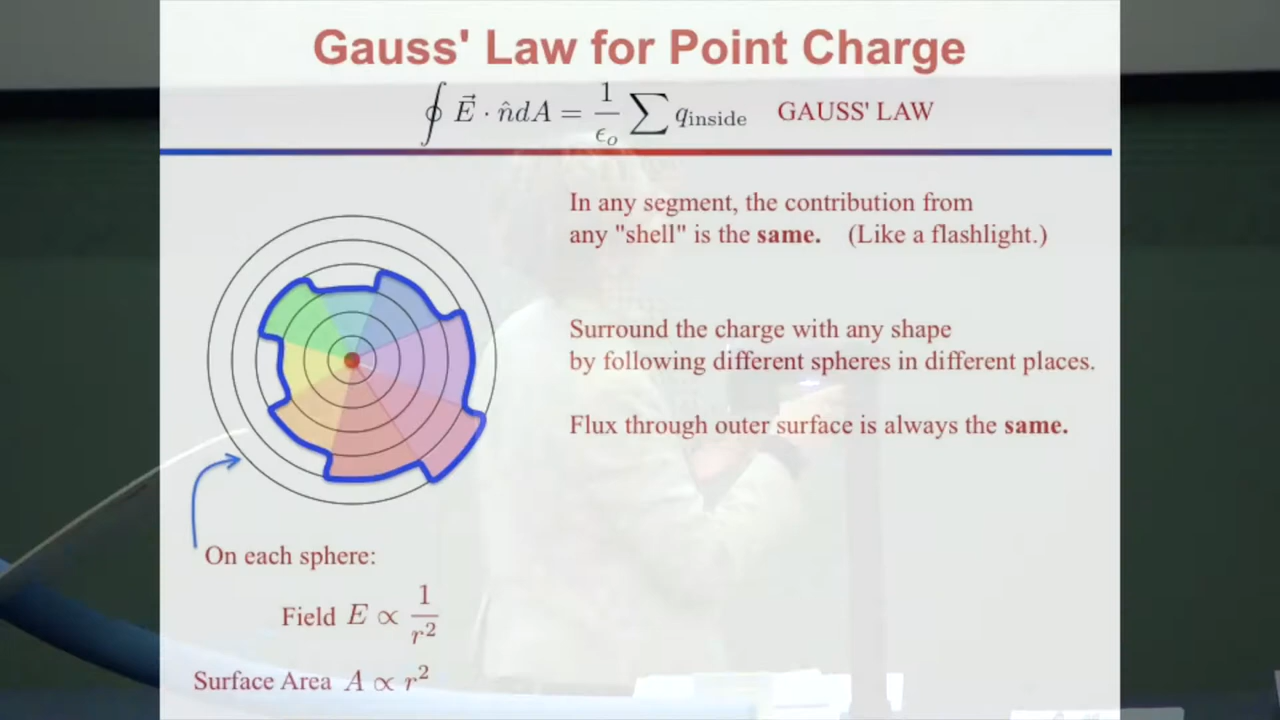 Gauss' Law for Point Charge
∮ E⃗ · n̂dA = 1/ϵₒ ∑ q_inside GAUSS' LAW
In any segment, the contribution from
any "shell" is the same. (Like a flashlight.)
Surround the charge with any shape
by following different spheres in different places.
Flux through outer surface is always the same.
On each sphere:
Field E ∝ 1/r²
Surface Area A ∝ r²